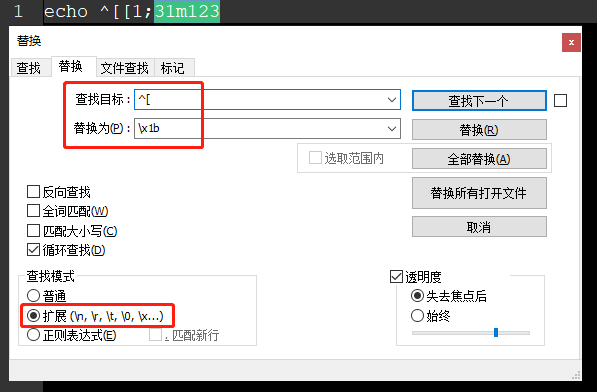 1 echo ^[[1;31m123
替换
查找 替换 文件查找 标记
查找目标: ^[ 查找下一个
替换为(P): \x1b 替换(R)
选取范围内 全部替换(A)
替换所有打开文件
取消
反向查找
全词匹配(W)
匹配大小写(C)
循环查找(D)
查找模式
普通
扩展 (\n, \r, \t, \0, \x...)
正则表达式(E) . 匹配新行
透明度
失去焦点后
始终